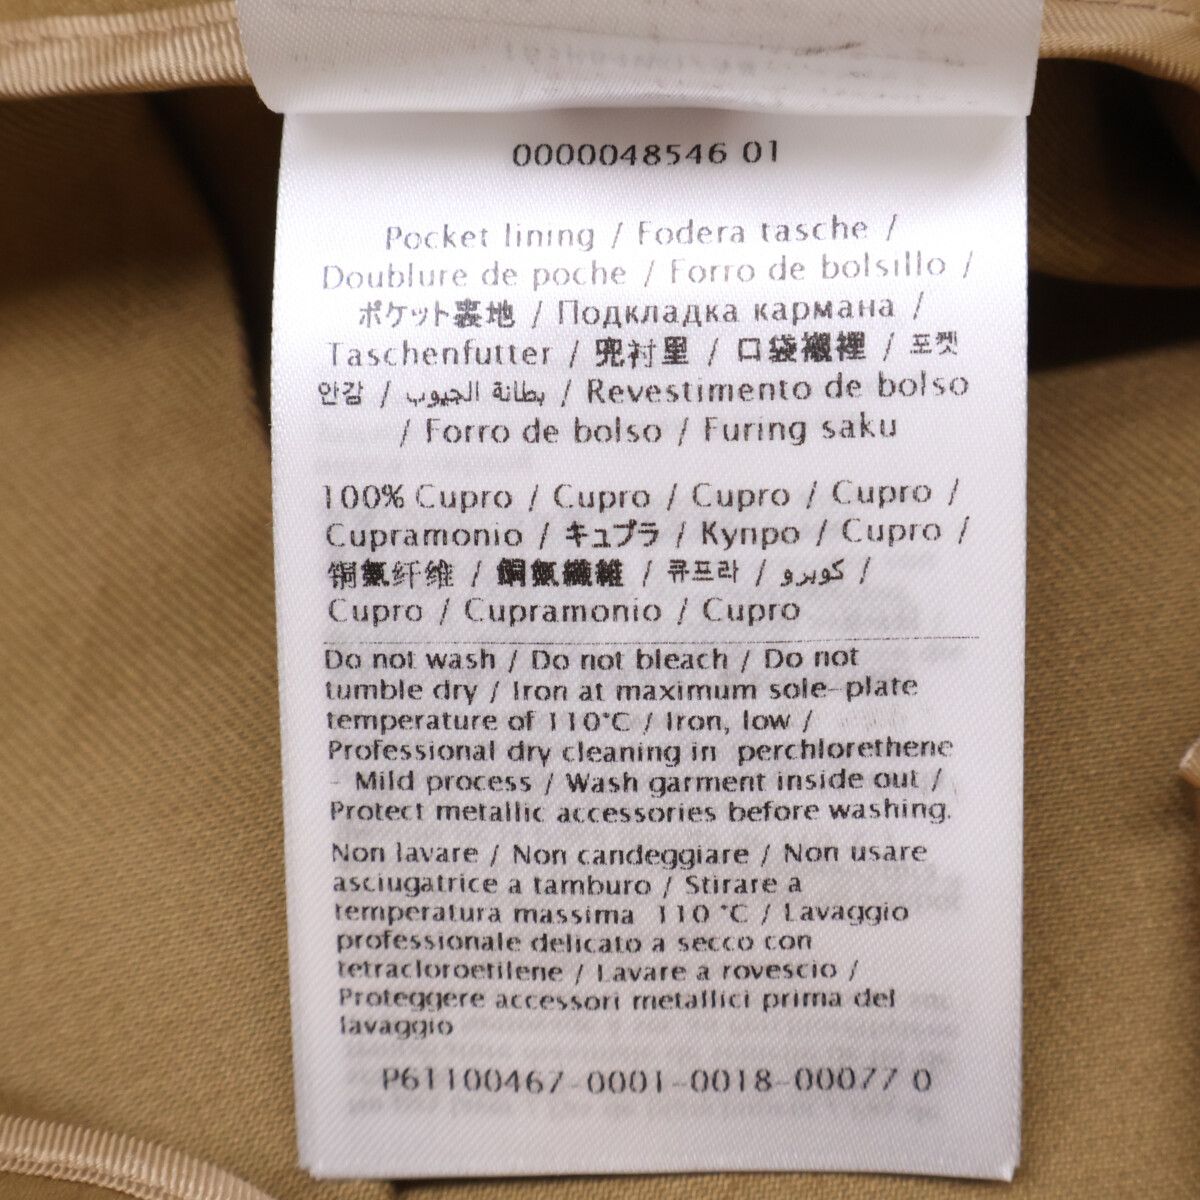 0000048546 01
Pocket lining / Fodera tasche /
Doublure de poche / Forro de bolsillo /
ポケット裏地 / Подкладка кармана /
Taschenfutter / 兜衬里 / 口袋襯裡 / 포켓
안감 / بطانة الجيوب / Revestimento de bolso
/ Forro de bolso / Furing saku
100% Cupro / Cupro / Cupro / Cupro /
Cupramonio / キュプラ / Купро / Cupro /
铜氨纤维 / 銅氨纖維 / 큐프라 / كوبرو /
Cupro / Cupramonio / Cupro
Do not wash / Do not bleach / Do not
tumble dry / Iron at maximum sole-plate
temperature of 110°C / Iron, low /
Professional dry cleaning in perchlorethene
- Mild process / Wash garment inside out /
Protect metallic accessories before washing.
Non lavare / Non candeggiare / Non usare
asciugatrice a tamburo / Stirare a
temperatura massima 110 °C / Lavaggio
professionale delicato a secco con
tetracloroetilene / Lavare a rovescio /
Proteggere accessori metallici prima del
lavaggio
P61100467-0001-0018-00077 0